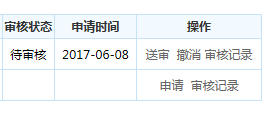 审核状态 申请时间 操作
待审核 2017-06-08 送审 撤消 审核记录
申请 审核记录